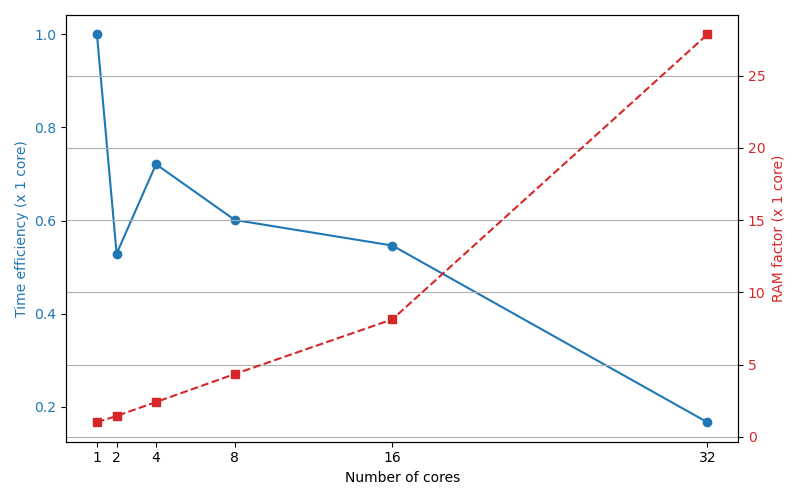 Time efficiency (x 1 core)
1.0
0.8
0.6
0.4
0.2
1 2 4 8 16 32
Number of cores
25
20
15
10
5
0
RAM factor (x 1 core)